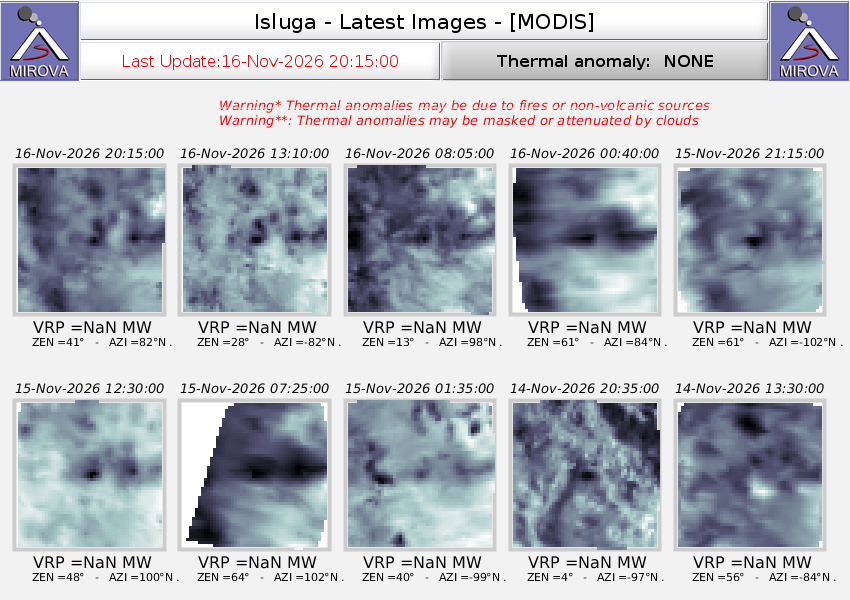 MIROVA
Isluga - Latest Images - [MODIS]
Last Update:16-Nov-2026 20:15:00
Thermal anomaly: NONE
MIROVA
Warning* Thermal anomalies may be due to fires or non-volcanic sources
Warning**: Thermal anomalies may be masked or attenuated by clouds
16-Nov-2026 20:15:00
16-Nov-2026 13:10:00
16-Nov-2026 08:05:00
16-Nov-2026 00:40:00
15-Nov-2026 21:15:00
VRP =NaN MW
VRP =NaN MW
VRP =NaN MW
VRP =NaN MW
VRP =NaN MW
ZEN =41° - AZI =82°N .
ZEN =28° - AZI =-82°N .
ZEN =13° - AZI =98°N .
ZEN =61° - AZI =84°N .
ZEN =61° - AZI =-102°N .
15-Nov-2026 12:30:00
15-Nov-2026 07:25:00
15-Nov-2026 01:35:00
14-Nov-2026 20:35:00
14-Nov-2026 13:30:00
VRP =NaN MW
VRP =NaN MW
VRP =NaN MW
VRP =NaN MW
VRP =NaN MW
ZEN =48° - AZI =100°N .
ZEN =64° - AZI =102°N .
ZEN =40° - AZI =-99°N .
ZEN =4° - AZI =-97°N .
ZEN =56° - AZI =-84°N .